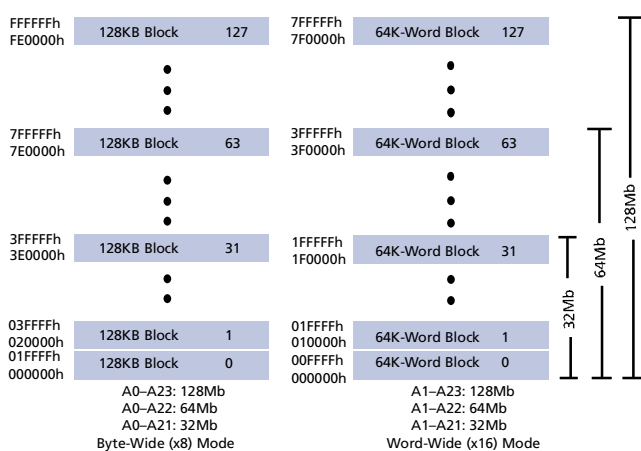 FFFFFFh
FE0000h
128KB Block 127
7FFFFFh
7E0000h
128KB Block 63
3FFFFFh
3E0000h
128KB Block 31
03FFFFh
020000h
128KB Block 1
01FFFFh
000000h
128KB Block 0
A0–A23: 128Mb
A0–A22: 64Mb
A0–A21: 32Mb
Byte-Wide (x8) Mode
7FFFFFh
7F0000h
64K-Word Block 127
3FFFFFh
3F0000h
64K-Word Block 63
1FFFFFh
1F0000h
64K-Word Block 31
01FFFFh
010000h
64K-Word Block 1
00FFFFh
000000h
64K-Word Block 0
A1–A23: 128Mb
A1–A22: 64Mb
A1–A21: 32Mb
Word-Wide (x16) Mode
32Mb
64Mb
128Mb